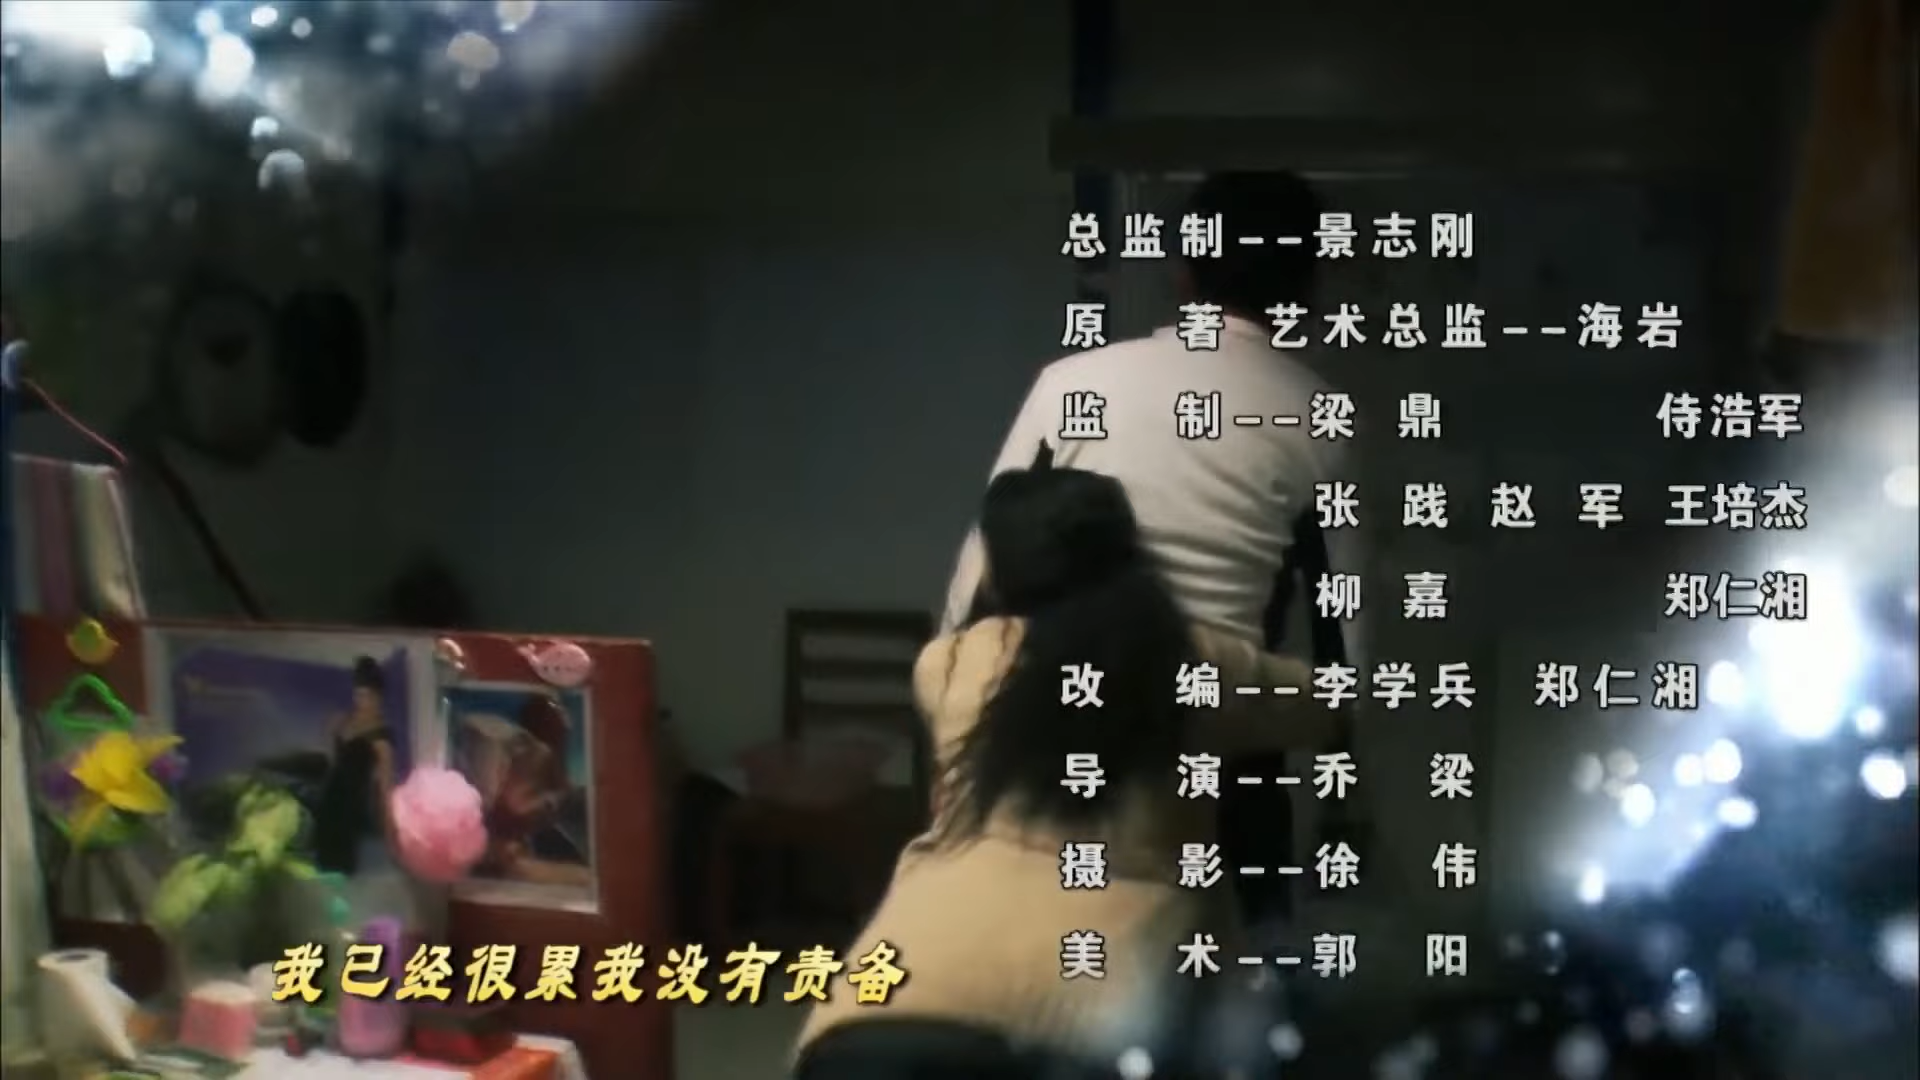 总监制--景志刚
原 著 艺术总监--海岩
监 制--梁 鼎 侍浩军
张 践 赵 军 王培杰
柳 嘉 郑仁湘
改 编--李学兵 郑仁湘
导 演--乔 梁
摄 影--徐 伟
美 术--郭 阳
我已经很累我没有责备